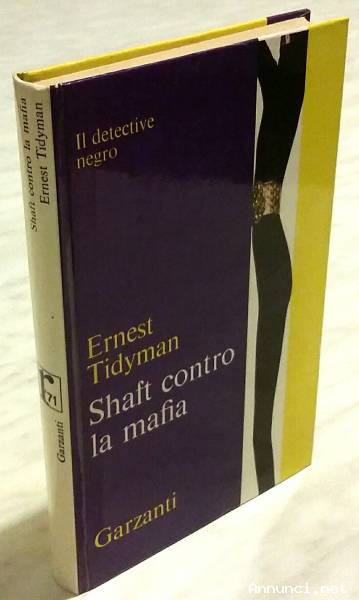 Shaft contro la mafia
Ernest Tidyman
r
71
Garzanti
Il detective
negro
Ernest
Tidyman
Shaft contro
la mafia
Garzanti
Annunci.net